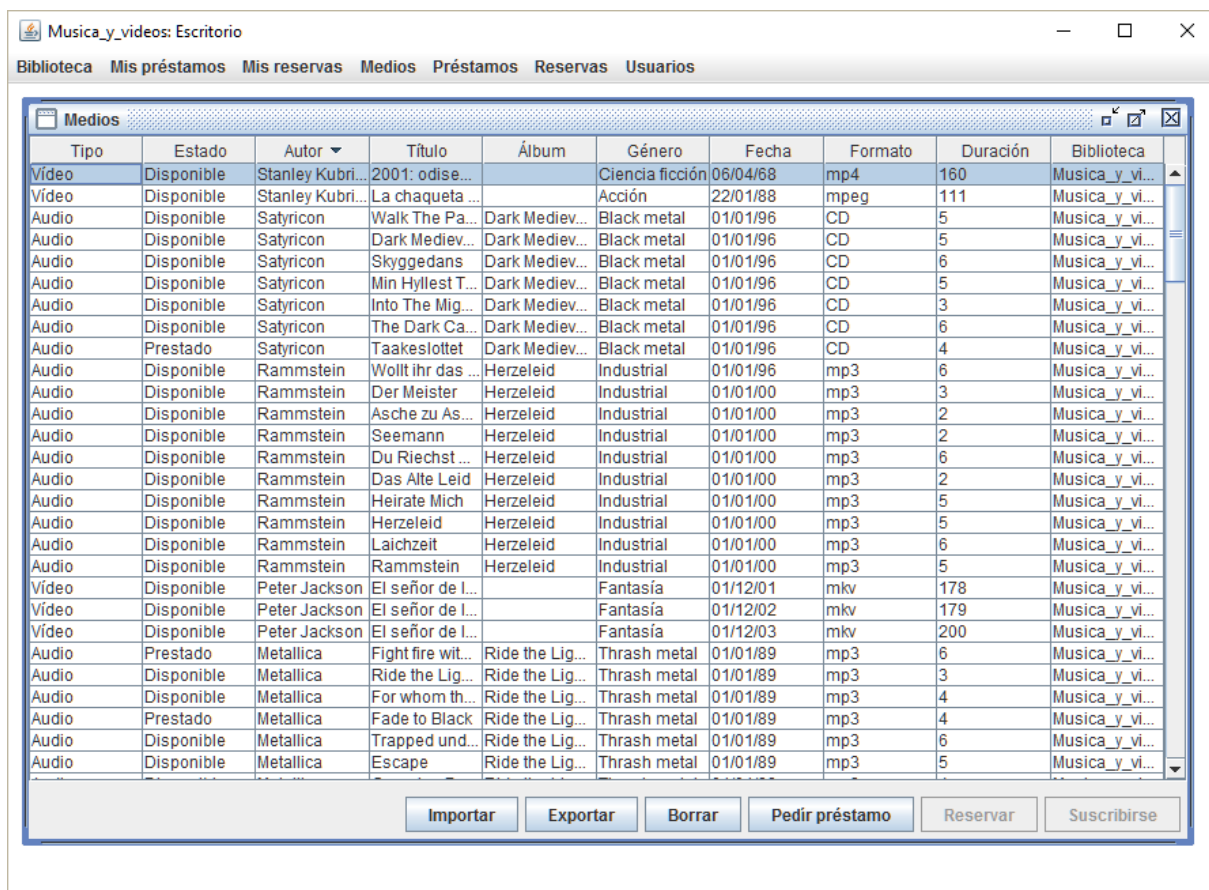 Musica_y_videos: Escritorio
Biblioteca Mis préstamos Mis reservas Medios Préstamos Reservas Usuarios
Medios
Tipo Estado Autor Título Álbum Género Fecha Formato Duración Biblioteca
Vídeo Disponible Stanley Kubri... 2001: odise... Ciencia ficción 06/04/68 mp4 160 Musica_y_vi...
Vídeo Disponible Stanley Kubri... La chaqueta ... Acción 22/01/88 mpeg 111 Musica_y_vi...
Audio Disponible Satyricon Walk The Pa... Dark Mediev... Black metal 01/01/96 CD 5 Musica_y_vi...
Audio Disponible Satyricon Dark Mediev... Dark Mediev... Black metal 01/01/96 CD 5 Musica_y_vi...
Audio Disponible Satyricon Skyggedans Dark Mediev... Black metal 01/01/96 CD 6 Musica_y_vi...
Audio Disponible Satyricon Min Hyllest T... Dark Mediev... Black metal 01/01/96 CD 5 Musica_y_vi...
Audio Disponible Satyricon Into The Mig... Dark Mediev... Black metal 01/01/96 CD 3 Musica_y_vi...
Audio Disponible Satyricon The Dark Ca... Dark Mediev... Black metal 01/01/96 CD 6 Musica_y_vi...
Audio Prestado Satyricon Taakeslottet Dark Mediev... Black metal 01/01/96 CD 4 Musica_y_vi...
Audio Disponible Rammstein Wollt ihr das ... Herzeleid Industrial 01/01/00 mp3 6 Musica_y_vi...
Audio Disponible Rammstein Der Meister Herzeleid Industrial 01/01/00 mp3 3 Musica_y_vi...
Audio Disponible Rammstein Asche zu As... Herzeleid Industrial 01/01/00 mp3 2 Musica_y_vi...
Audio Disponible Rammstein Seemann Herzeleid Industrial 01/01/00 mp3 2 Musica_y_vi...
Audio Disponible Rammstein Du Riechst ... Herzeleid Industrial 01/01/00 mp3 6 Musica_y_vi...
Audio Disponible Rammstein Das Alte Leid Herzeleid Industrial 01/01/00 mp3 2 Musica_y_vi...
Audio Disponible Rammstein Heirate Mich Herzeleid Industrial 01/01/00 mp3 5 Musica_y_vi...
Audio Disponible Rammstein Herzeleid Herzeleid Industrial 01/01/00 mp3 5 Musica_y_vi...
Audio Disponible Rammstein Laichzeit Herzeleid Industrial 01/01/00 mp3 6 Musica_y_vi...
Audio Disponible Rammstein Rammstein Herzeleid Industrial 01/01/00 mp3 5 Musica_y_vi...
Vídeo Disponible Peter Jackson El señor de l... Fantasía 01/12/01 mkv 178 Musica_y_vi...
Vídeo Disponible Peter Jackson El señor de l... Fantasía 01/12/02 mkv 179 Musica_y_vi...
Vídeo Disponible Peter Jackson El señor de l... Fantasía 01/12/03 mkv 200 Musica_y_vi...
Audio Prestado Metallica Fight fire wit... Ride the Lig... Thrash metal 01/01/89 mp3 6 Musica_y_vi...
Audio Disponible Metallica Ride the Lig... Ride the Lig... Thrash metal 01/01/89 mp3 3 Musica_y_vi...
Audio Disponible Metallica For whom th... Ride the Lig... Thrash metal 01/01/89 mp3 4 Musica_y_vi...
Audio Prestado Metallica Fade to Black Ride the Lig... Thrash metal 01/01/89 mp3 4 Musica_y_vi...
Audio Disponible Metallica Trapped und... Ride the Lig... Thrash metal 01/01/89 mp3 6 Musica_y_vi...
Audio Disponible Metallica Escape Ride the Lig... Thrash metal 01/01/89 mp3 5 Musica_y_vi...
Importar Exportar Borrar Pedir préstamo Reservar Suscribirse